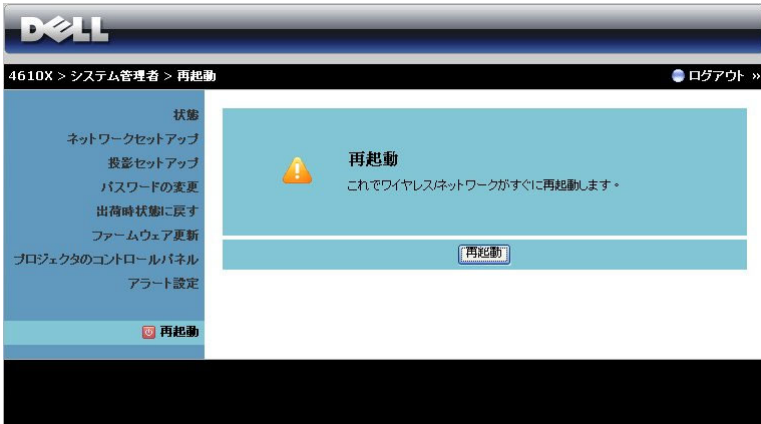 DELL
4610X > システム管理者 > 再起動
ログアウト »
状態
ネットワークセットアップ
投影セットアップ
パスワードの変更
出荷時状態に戻す
ファームウェア更新
プロジェクタのコントロールパネル
アラート設定
再起動
再起動
これでワイヤレス/ネットワークがすぐに再起動します。
再起動